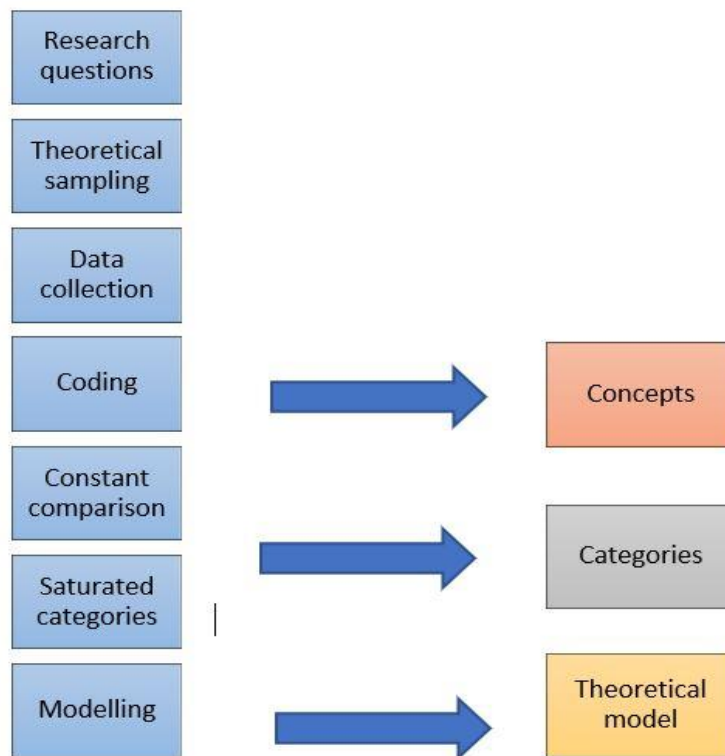 Research
questions
Theoretical
sampling
Data
collection
Coding
Concepts
Constant
comparison
Categories
Saturated
categories
Modelling
Theoretical
model